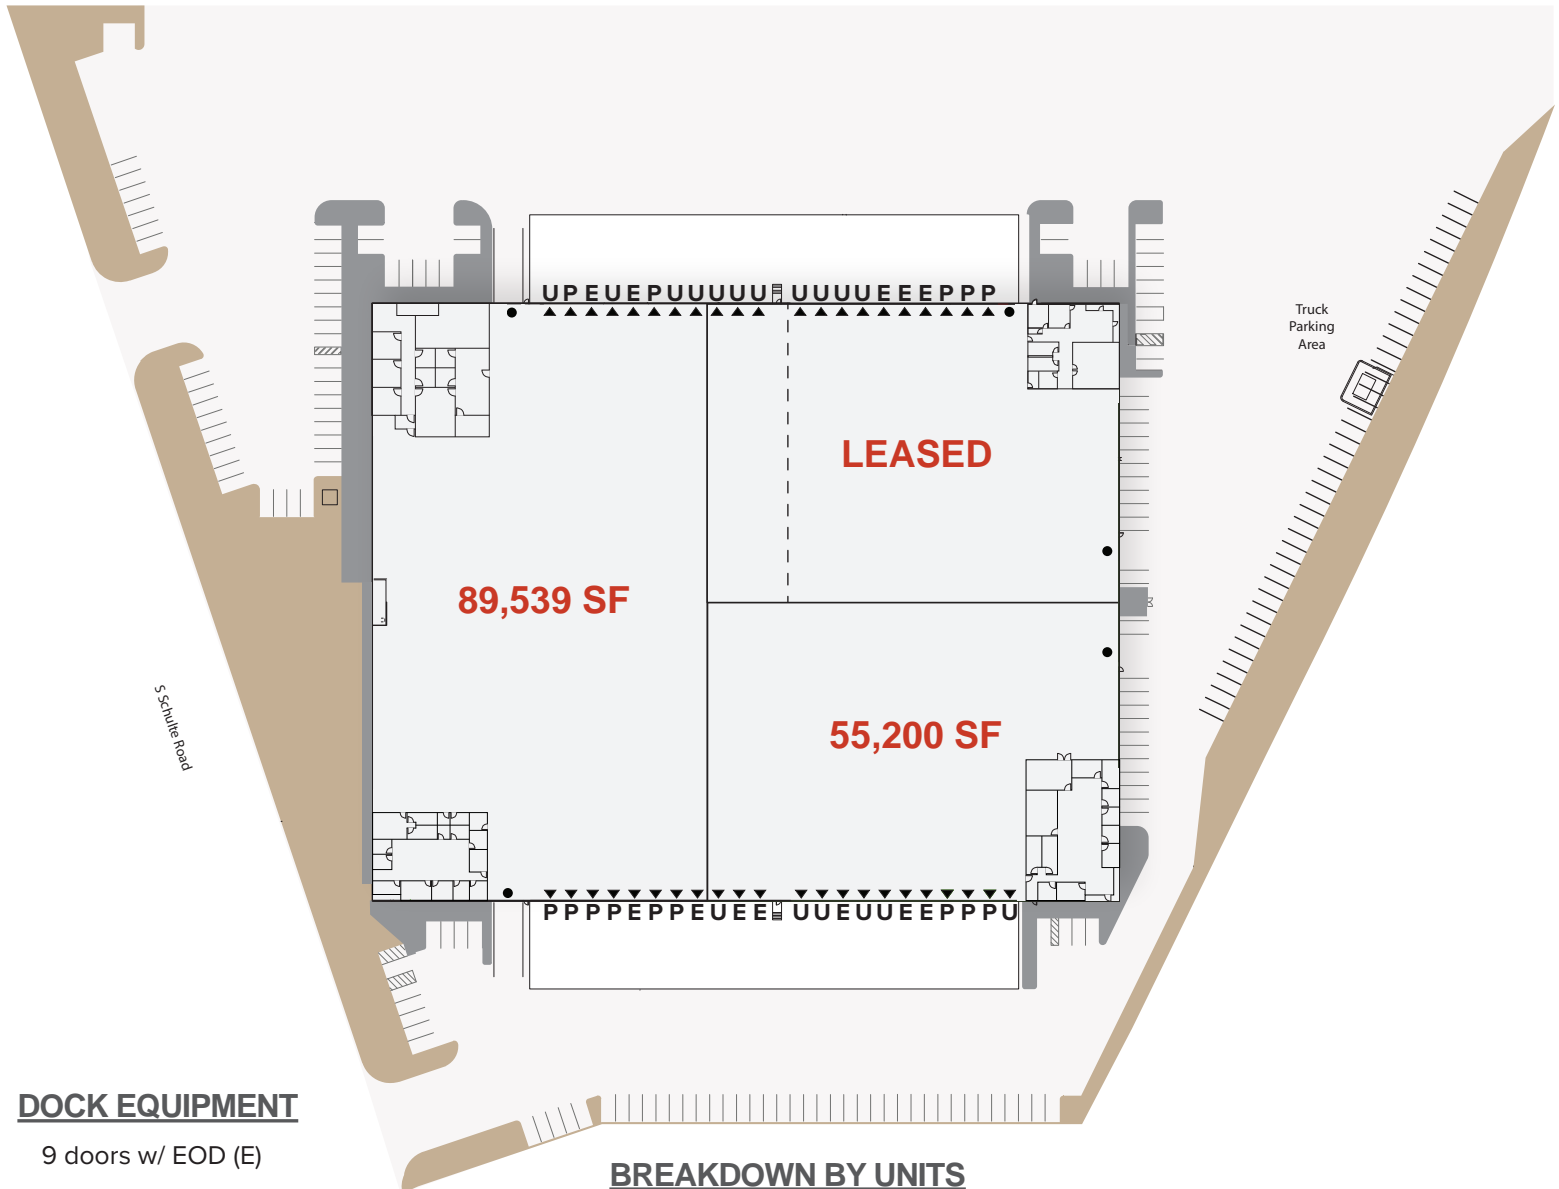 UPEUEPUUUUU UUUUEEEPPP
Truck
Parking
Area
LEASED
89,539 SF
55,200 SF
S Schulte Road
PPPPEPPEUEE UUEUUEEPPPU
DOCK EQUIPMENT
9 doors w/ EOD (E)
BREAKDOWN BY UNITS